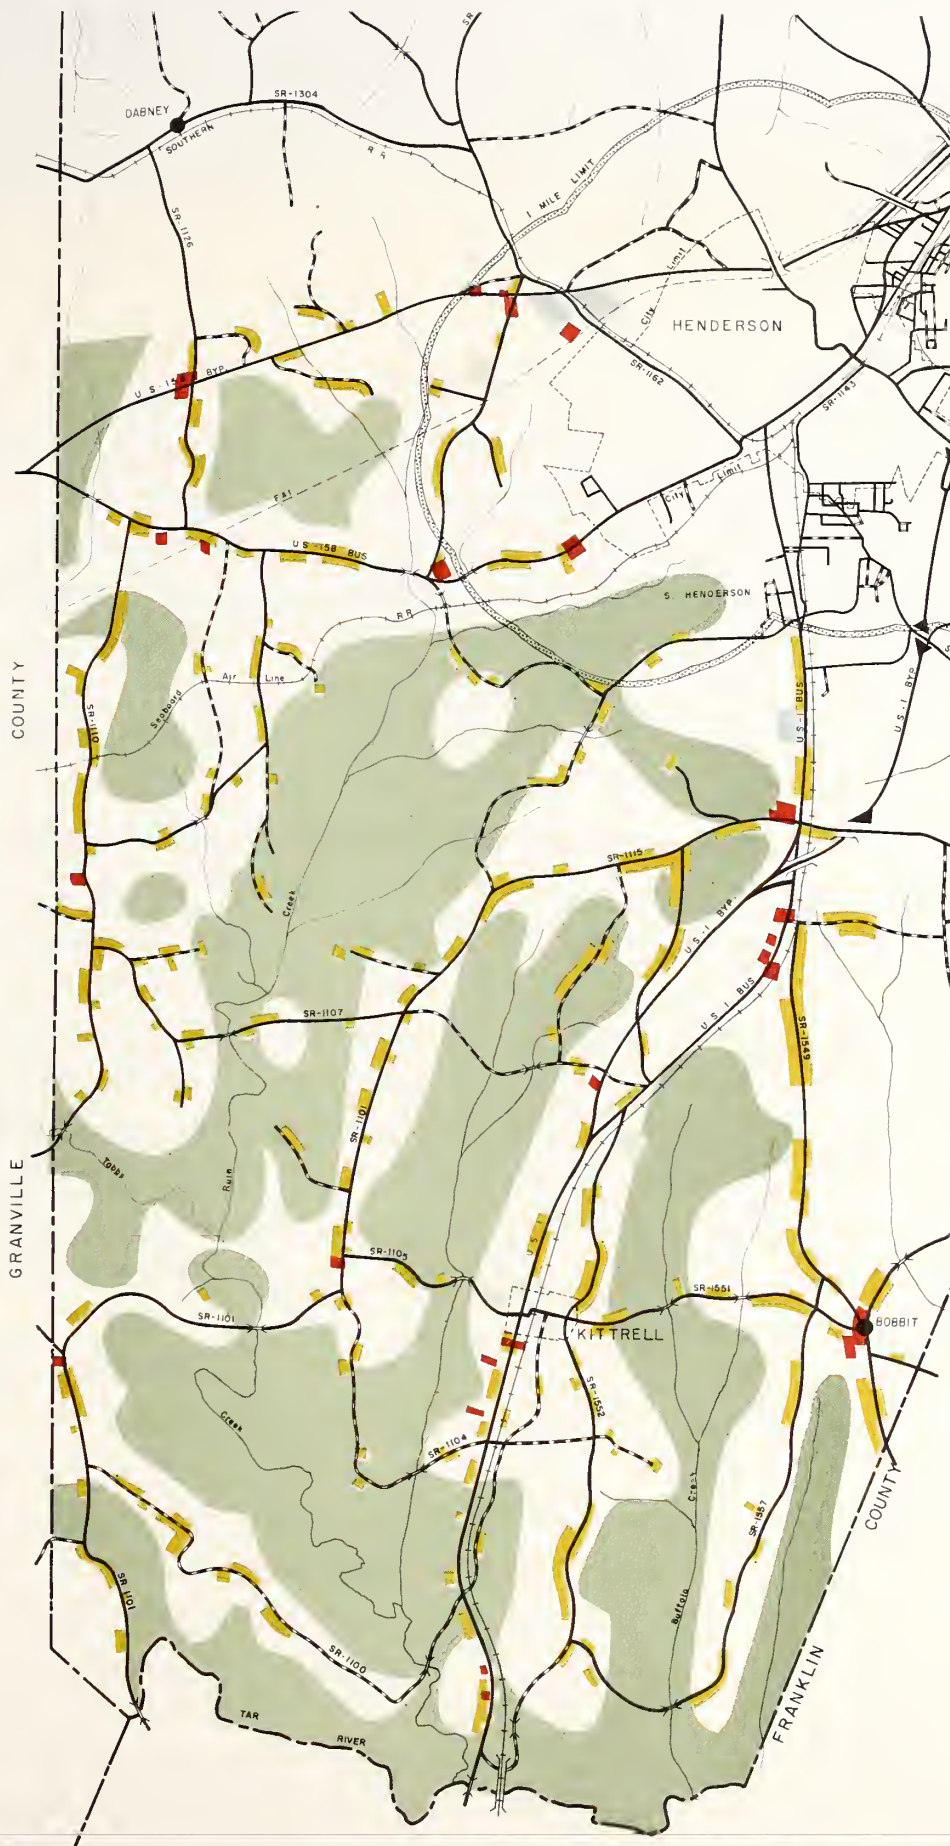 SR
SR-1304
DABNEY
SOUTHERN
R R
1 MILE LIMIT
SR-1126
City Limit
HENDERSON
U S - 15 BYP.
SR-1162
SR-1143
FAI
City Limit
U S -158 BUS
S. HENDERSON
RR
COUNTY
Air Line
Seaboard
SR-1110
U S - 1 BUS
U S - 1 BYP
SR-1115
Creek
U S - 1 BYP.
SR-1107
U S - 1 BUS
SR-1549
SR-1101
Tabbs
Ruin
GRANVILLE
U S 1
SR-1105
SR-1551
SR-1101
KITTRELL
BOBBIT
SR-1552
Creek
SR-1104
Creek
COUNTY
SR-1557
SR 1101
Buffalo
SR-1100
TAR
RIVER
FRANKLIN